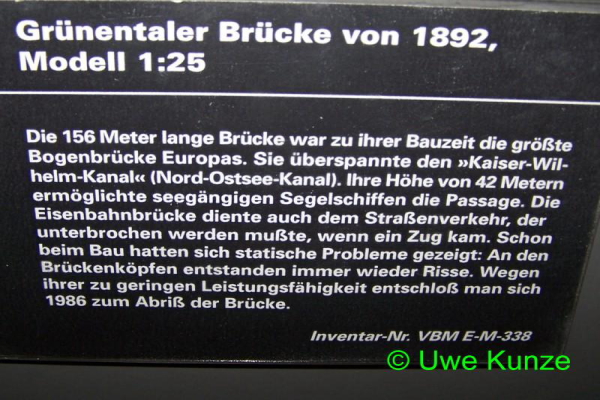 Grünentaler Brücke von 1892,
Modell 1:25
Die 156 Meter lange Brücke war zu ihrer Bauzeit die größte
Bogenbrücke Europas. Sie überspannte den »Kaiser-Wil-
helm-Kanal« (Nord-Ostsee-Kanal). Ihre Höhe von 42 Metern
ermöglichte seegängigen Segelschiffen die Passage. Die
Eisenbahnbrücke diente auch dem Straßenverkehr, der
unterbrochen werden mußte, wenn ein Zug kam. Schon
beim Bau hatten sich statische Probleme gezeigt: An den
Brückenköpfen entstanden immer wieder Risse. Wegen
ihrer zu geringen Leistungsfähigkeit entschloß man sich
1986 zum Abriß der Brücke.
Inventar-Nr. VBM E-M-338
© Uwe Kunze